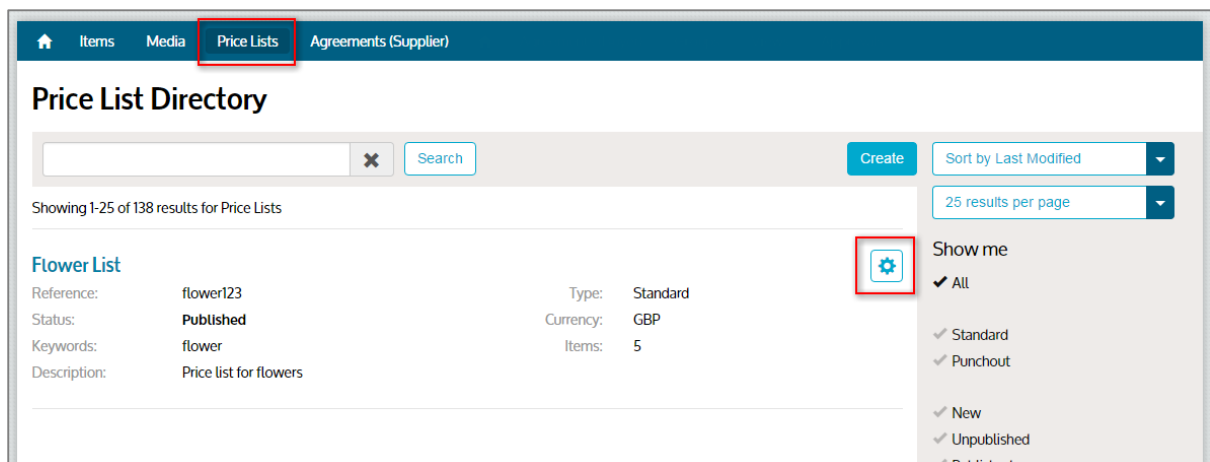 Items Media Price Lists Agreements (Supplier)
Price List Directory
Search Create Sort by Last Modified
Showing 1-25 of 138 results for Price Lists 25 results per page
Flower List Show me
All
Reference: flower123 Type: Standard
Status: Published Currency: GBP
Standard
Keywords: flower Items: 5
Punchout
Description: Price list for flowers
New
Unpublished